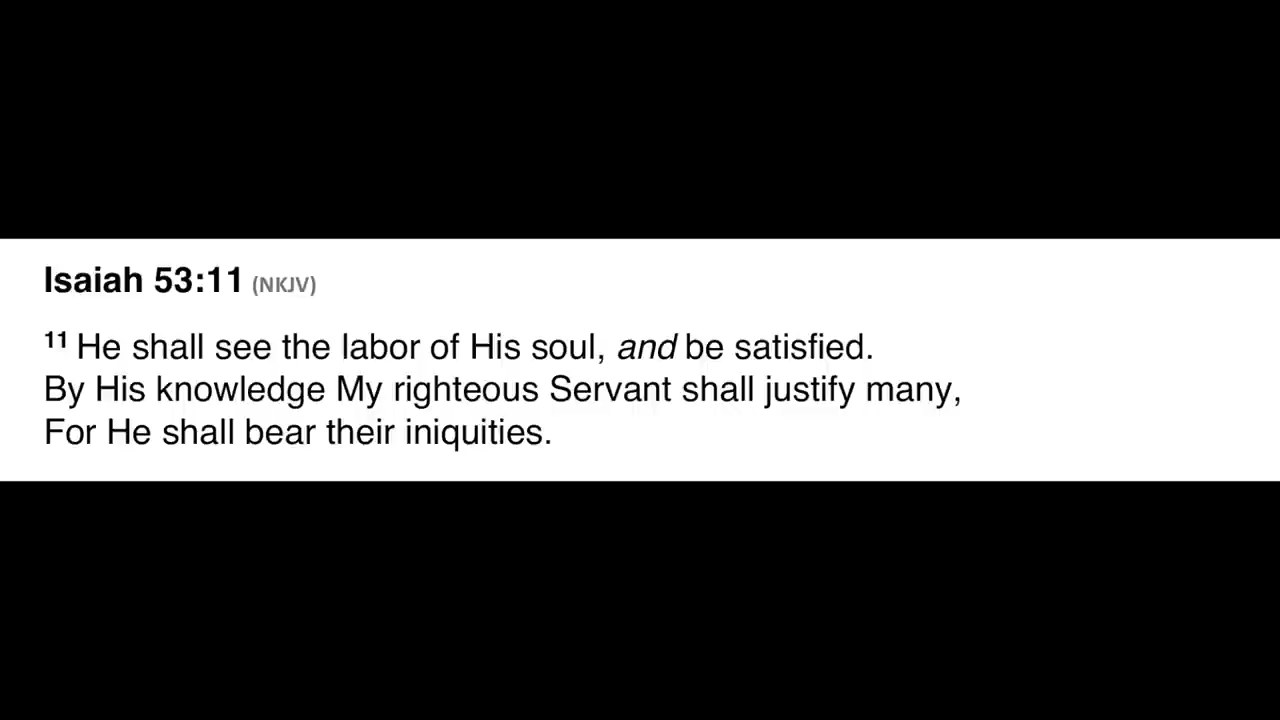 Isaiah 53:11 (NKJV)
11 He shall see the labor of His soul, and be satisfied.
By His knowledge My righteous Servant shall justify many,
For He shall bear their iniquities.